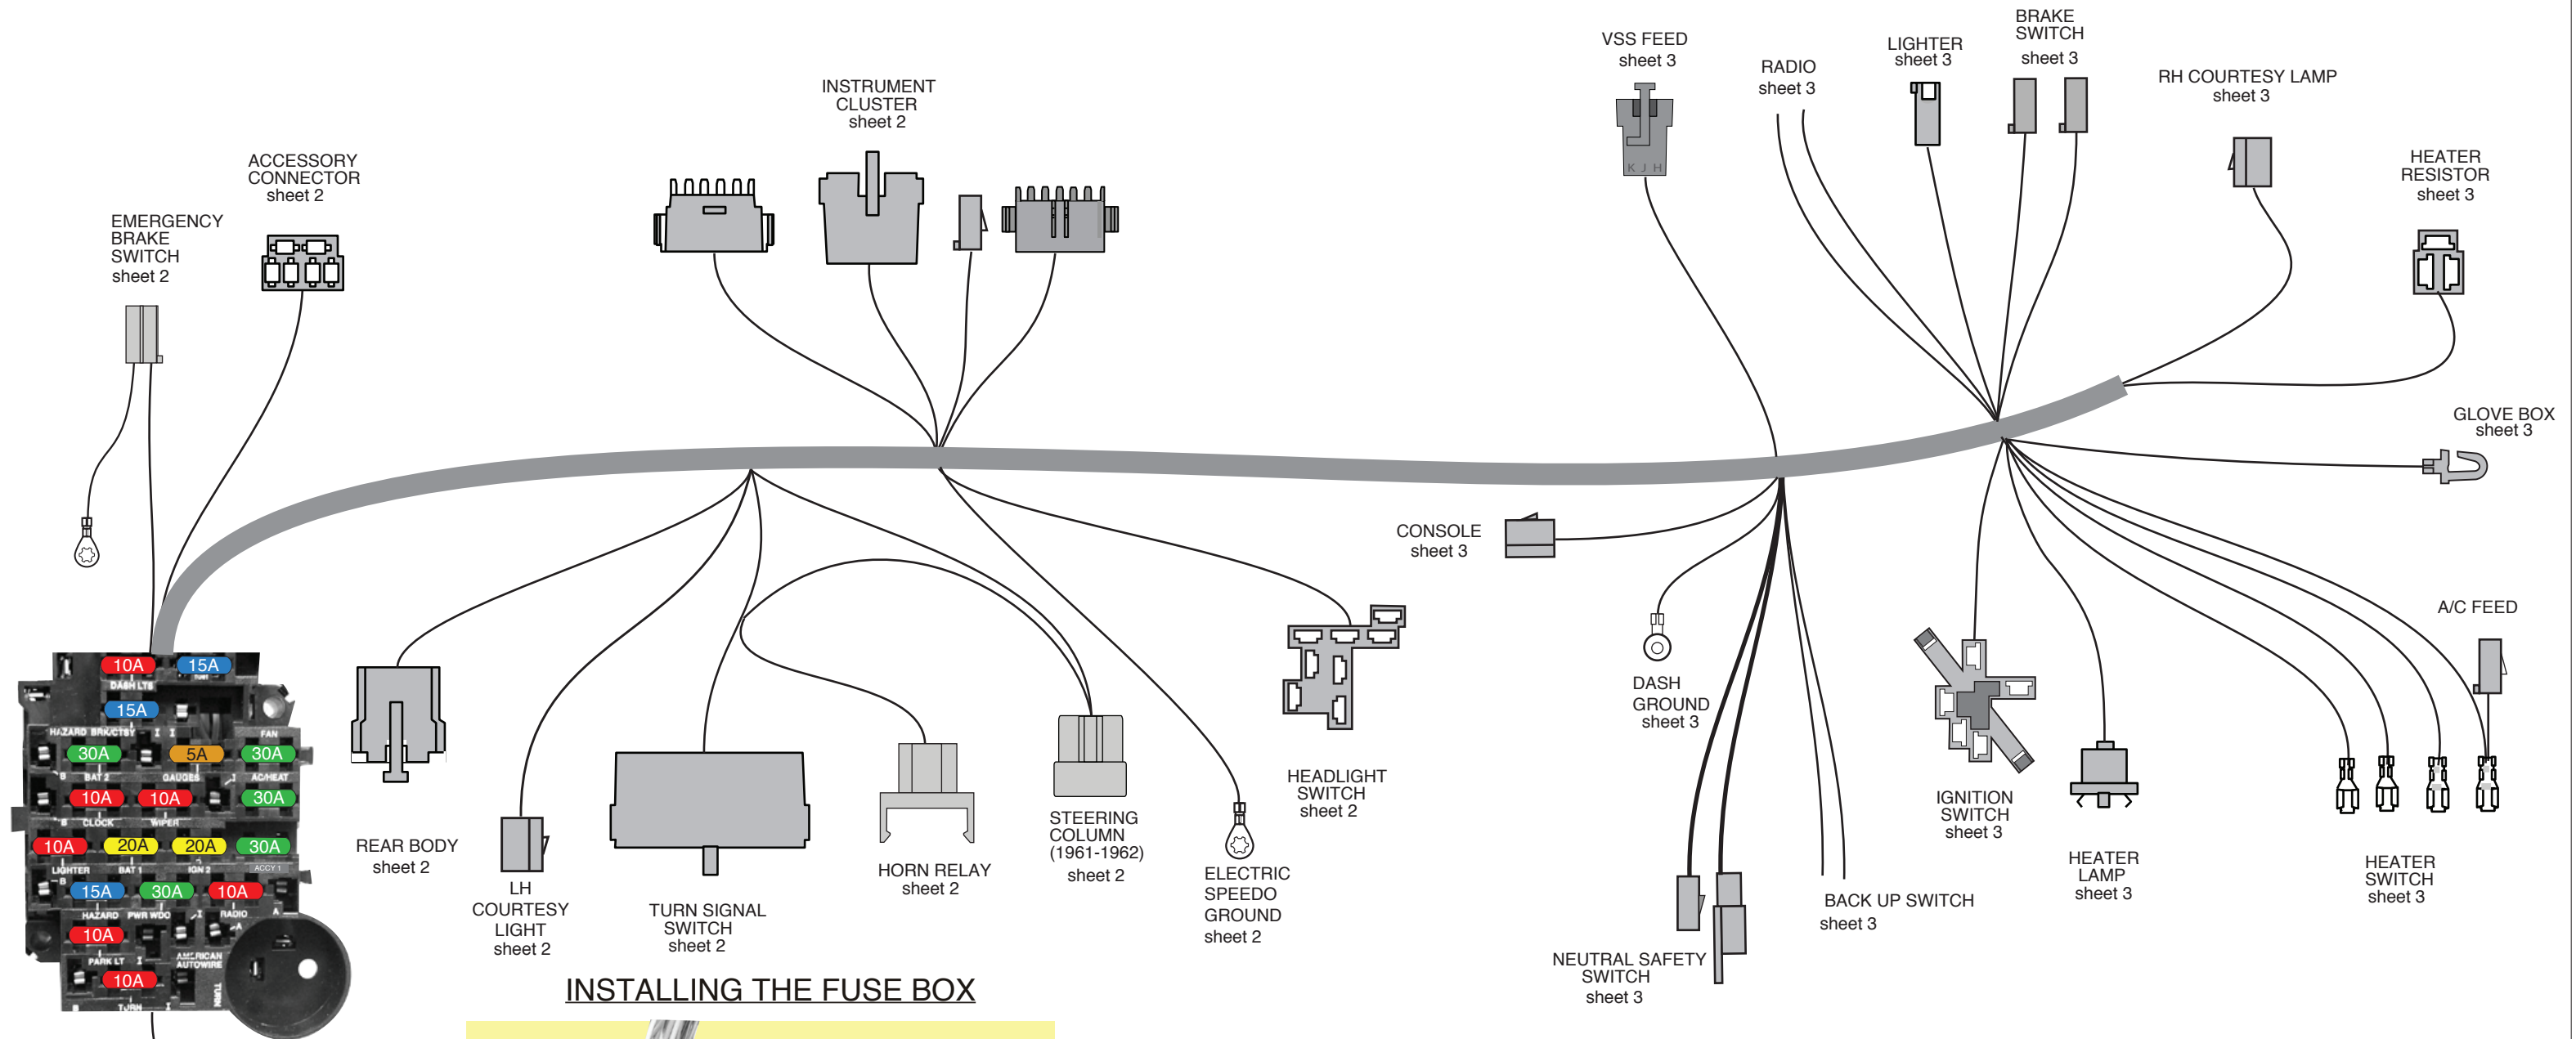 VSS FEED
sheet 3
RADIO
sheet 3
LIGHTER
sheet 3
BRAKE
SWITCH
sheet 3
RH COURTESY LAMP
sheet 3
HEATER
RESISTOR
sheet 3
INSTRUMENT
CLUSTER
sheet 2
ACCESSORY
CONNECTOR
sheet 2
EMERGENCY
BRAKE
SWITCH
sheet 2
K J H
GLOVE BOX
sheet 3
CONSOLE
sheet 3
A/C FEED
DASH
GROUND
sheet 3
10A 15A
DASH LTS
15A
HAZARD BRK/CTSY I I FAN
30A 5A 30A
B BAT 2 GAUGES I AC/HEAT
10A 10A 30A
B CLOCK WIPER
10A 20A 20A 30A
LIGHTER BAT 1 IGN 2 ACCY 1
B
15A 30A 10A
HAZARD PWR WDO I RADIO A
A
10A
PARK LT I AMERICAN
AUTOWIRE
10A
B TURN I
TURN
REAR BODY
sheet 2
LH
COURTESY
LIGHT
sheet 2
TURN SIGNAL
SWITCH
sheet 2
HORN RELAY
sheet 2
STEERING
COLUMN
(1961-1962)
sheet 2
ELECTRIC
SPEEDO
GROUND
sheet 2
HEADLIGHT
SWITCH
sheet 2
NEUTRAL SAFETY
SWITCH
sheet 3
BACK UP SWITCH
sheet 3
IGNITION
SWITCH
sheet 3
HEATER
LAMP
sheet 3
HEATER
SWITCH
sheet 3
INSTALLING THE FUSE BOX